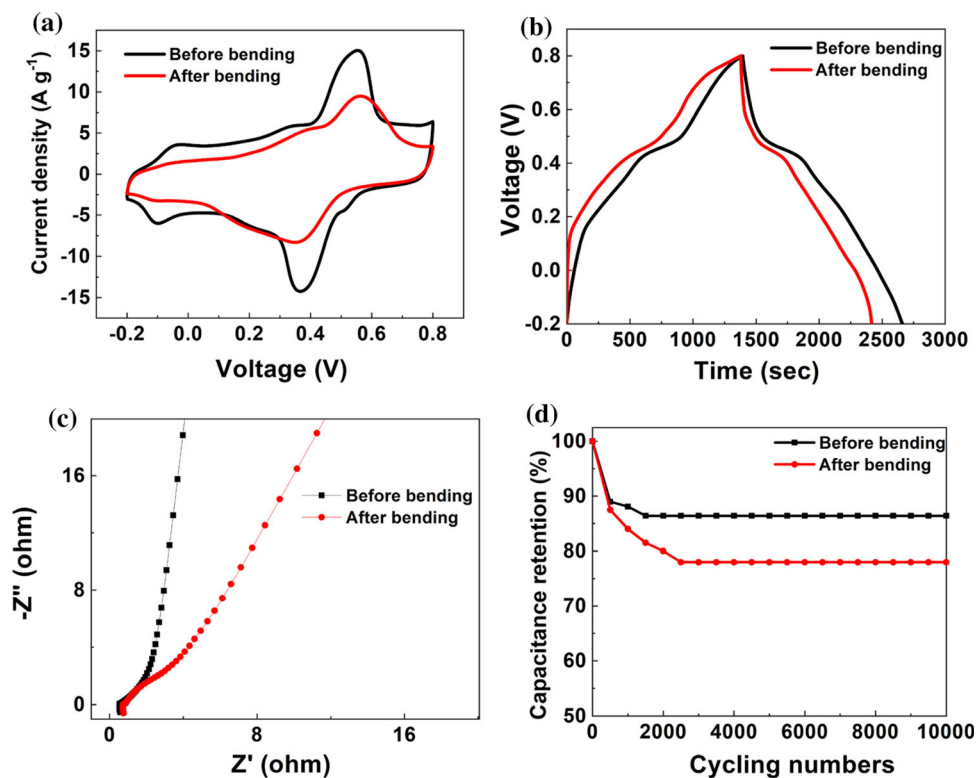 (a)
Before bending
After bending
Current density (A g-1)
15
10
5
0
-5
-10
-15
-0.2 0.0 0.2 0.4 0.6 0.8
Voltage (V)
(b)
Before bending
After bending
Voltage (V)
0.8
0.4
0.2
0.0
-0.2
0 500 1000 1500 2000 2500 3000
Time (sec)
(c)
Before bending
After bending
-Z'' (ohm)
16
8
0
0 8 16
Z' (ohm)
(d)
Before bending
After bending
Capacitance retention (%)
100
90
80
70
60
50
0 2000 4000 6000 8000 10000
Cycling numbers